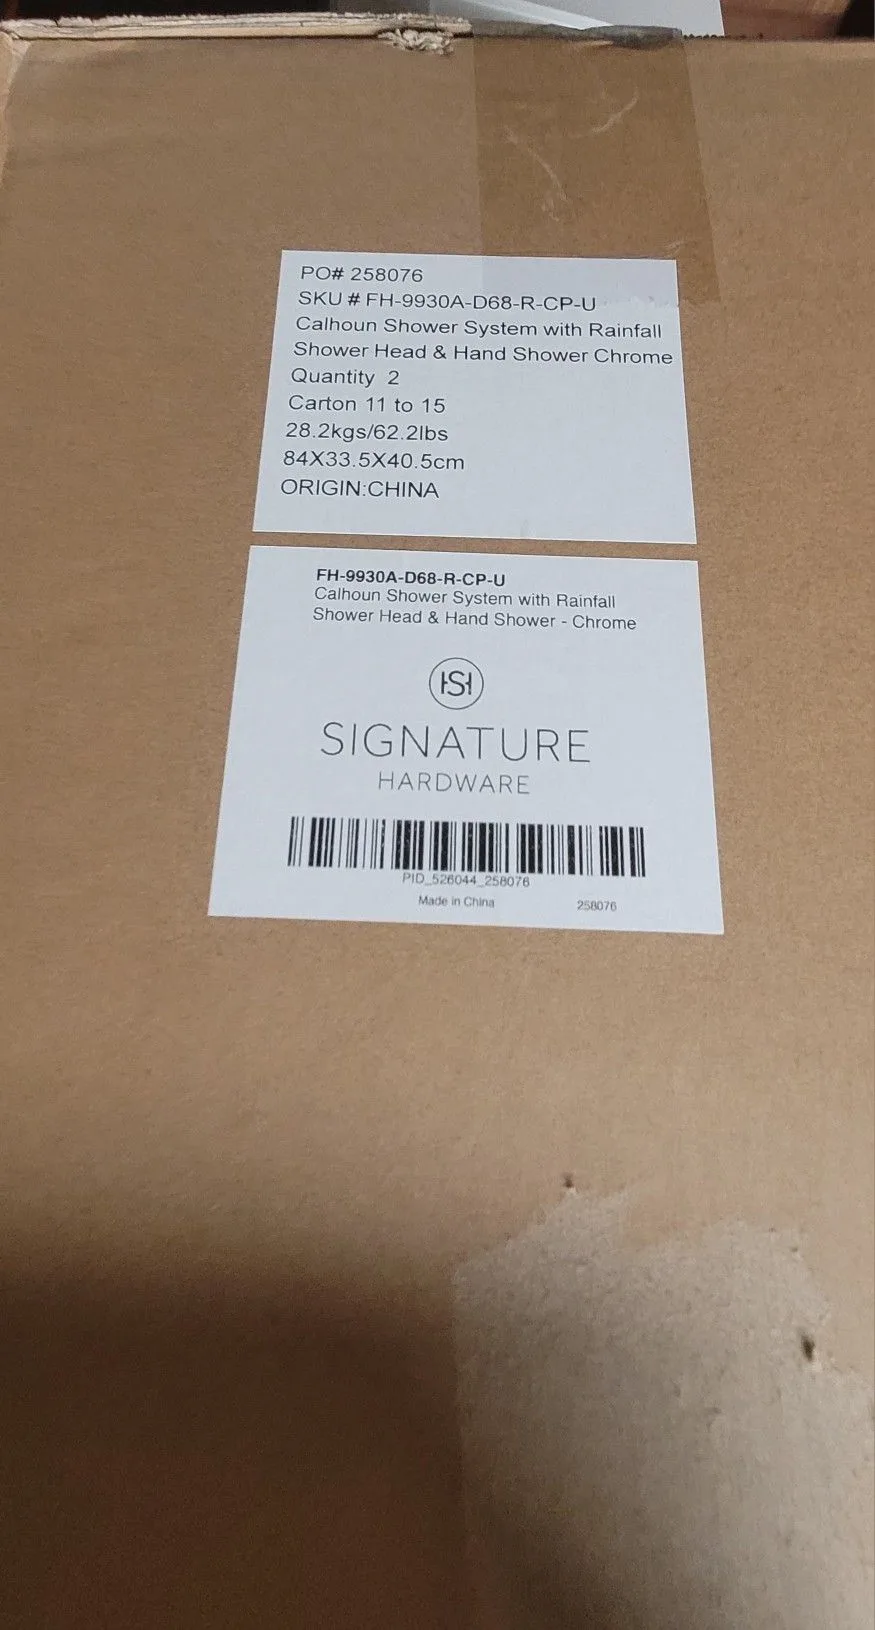 PO# 258076
SKU # FH-9930A-D68-R-CP-U
Calhoun Shower System with Rainfall
Shower Head & Hand Shower Chrome
Quantity 2
Carton 11 to 15
28.2kgs/62.2lbs
84X33.5X40.5cm
ORIGIN:CHINA
FH-9930A-D68-R-CP-U
Calhoun Shower System with Rainfall
Shower Head & Hand Shower - Chrome
SH
SIGNATURE
HARDWARE
PID_526044_258076
Made in China 258076